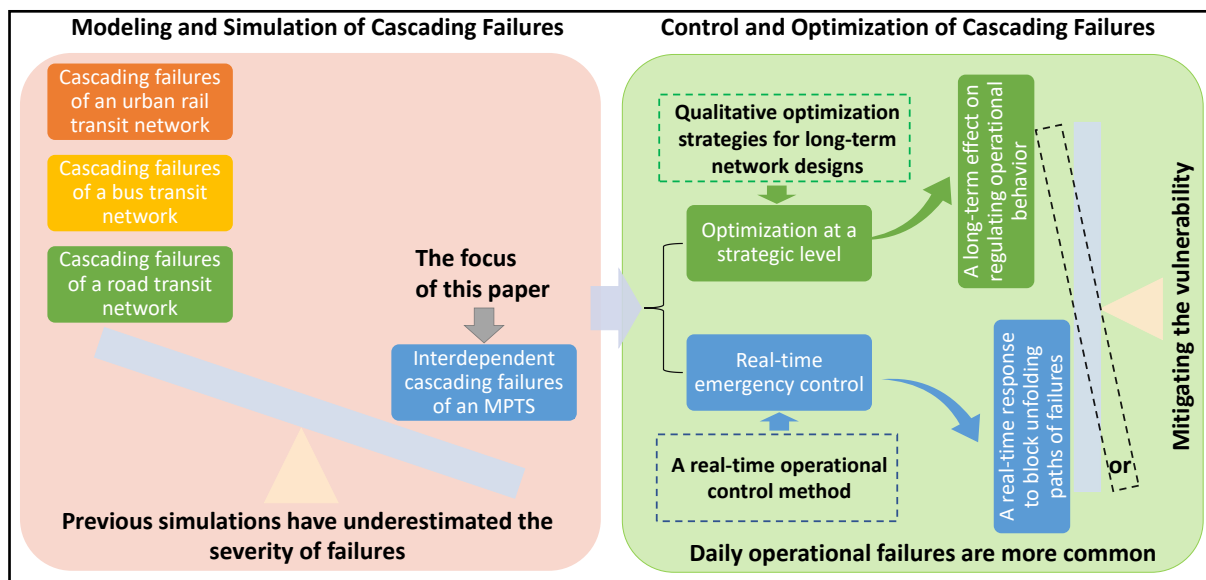 Modeling and Simulation of Cascading Failures
Cascading failures
of an urban rail
transit network
Cascading failures
of a bus transit
network
Cascading failures
of a road transit
network
The focus
of this paper
Interdependent
cascading failures
of an MPTS
Previous simulations have underestimated the
severity of failures
Control and Optimization of Cascading Failures
Qualitative optimization
strategies for long-term
network designs
Optimization at a
strategic level
A long-term effect on
regulating operational
behavior
Real-time
emergency control
A real-time operational
control method
A real-time response
to block unfolding
paths of failures
or
Mitigating the vulnerability
Daily operational failures are more common